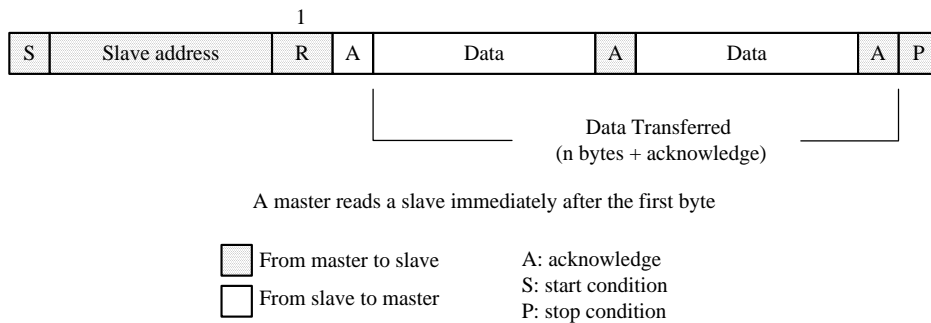 1
S Slave address R A Data A Data A P
Data Transferred
(n bytes + acknowledge)
A master reads a slave immediately after the first byte
From master to slave
From slave to master
A: acknowledge
S: start condition
P: stop condition